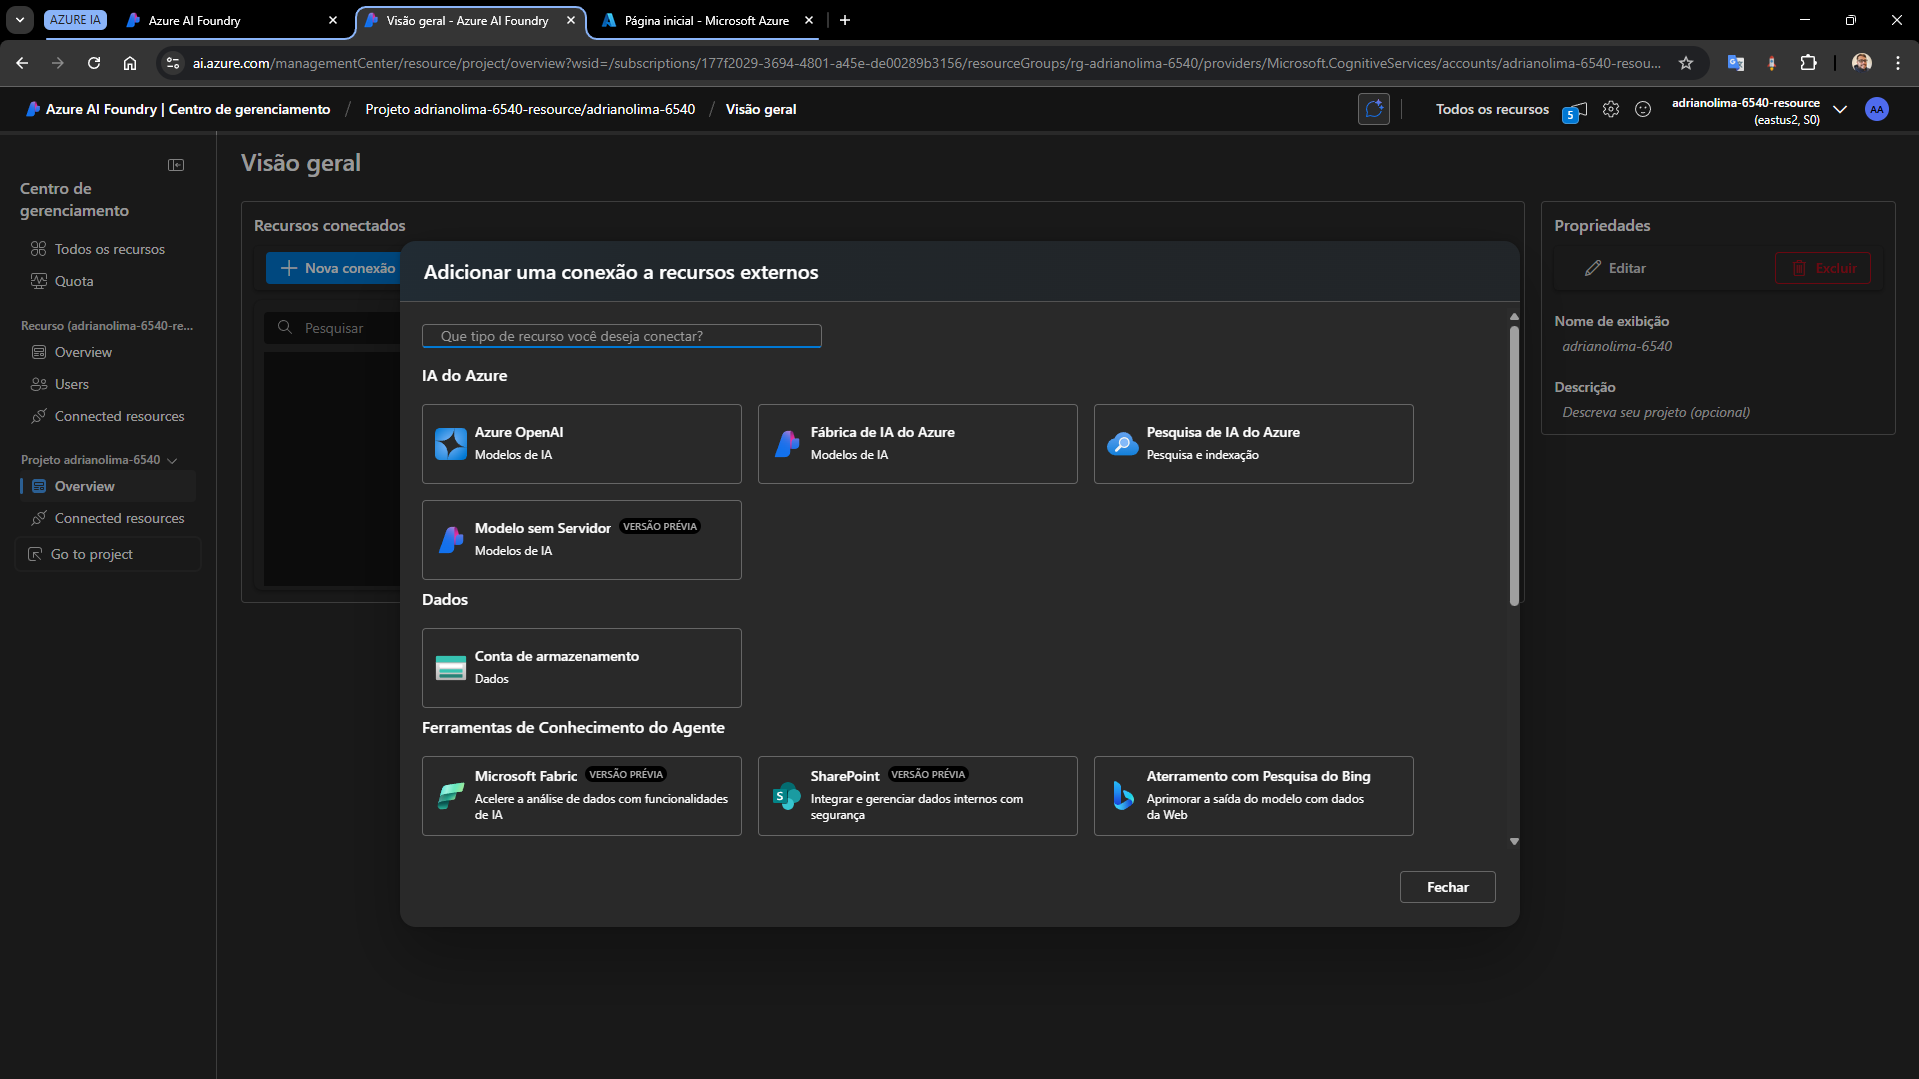 AZURE IA
Azure AI Foundry
Visão geral - Azure AI Foundry
Página inicial - Microsoft Azure
ai.azure.com/managementCenter/resource/project/overview?wsid=/subscriptions/177f2029-3694-4801-a45e-de00289b3156/resourceGroups/rg-adrianolima-6540/providers/Microsoft.CognitiveServices/accounts/adrianolima-6540-resou...
Azure AI Foundry | Centro de gerenciamento / Projeto adrianolima-6540-resource/adrianolima-6540 / Visão geral
Todos os recursos
5
adrianolima-6540-resource
(eastus2, S0)
AA
Centro de
gerenciamento
Todos os recursos
Quota
Recurso (adrianolima-6540-re...
Overview
Users
Connected resources
Projeto adrianolima-6540
Overview
Connected resources
Go to project
Visão geral
Recursos conectados
Nova conexão
Pesquisar
Adicionar uma conexão a recursos externos
Que tipo de recurso você deseja conectar?
IA do Azure
Azure OpenAI
Modelos de IA
Fábrica de IA do Azure
Modelos de IA
Pesquisa de IA do Azure
Pesquisa e indexação
Modelo sem Servidor VERSÃO PRÉVIA
Modelos de IA
Dados
Conta de armazenamento
Dados
Ferramentas de Conhecimento do Agente
Microsoft Fabric VERSÃO PRÉVIA
Acelere a análise de dados com funcionalidades
de IA
SharePoint VERSÃO PRÉVIA
Integrar e gerenciar dados internos com
segurança
Aterramento com Pesquisa do Bing
Aprimorar a saída do modelo com dados
da Web
Fechar
Propriedades
Editar
Excluir
Nome de exibição
adrianolima-6540
Descrição
Descreva seu projeto (opcional)